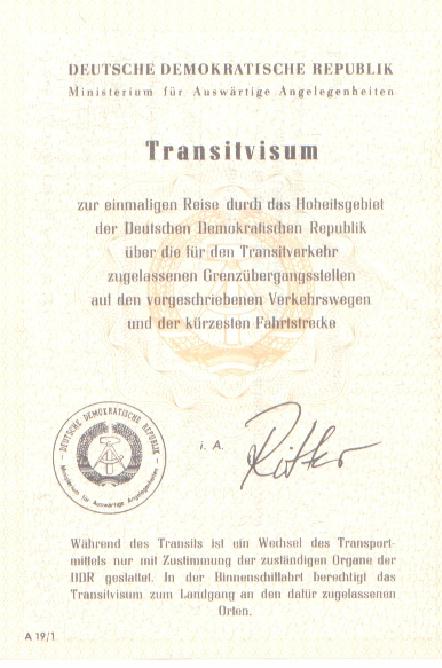 DEUTSCHE DEMOKRATISCHE REPUBLIK
Ministerium für Auswärtige Angelegenheiten
Transitvisum
zur einmaligen Reise durch das Hoheitsgebiet
der Deutschen Demokratischen Republik
über die für den Transitverkehr
zugelassenen Grenzübergangsstellen
auf den vorgeschriebenen Verkehrswegen
und der kürzesten Fahrtstrecke
DEUTSCHE DEMOKRATISCHE REPUBLIK
Ministerium für Auswärtige Angelegenheiten
i. A. Ritter
Während des Transits ist ein Wechsel des Transport-
mittels nur mit Zustimmung der zuständigen Organe der
DDR gestattet. In der Binnenschiffahrt berechtigt das
Transitvisum zum Landgang an den dafür zugelassenen
Orten.
A 19/1